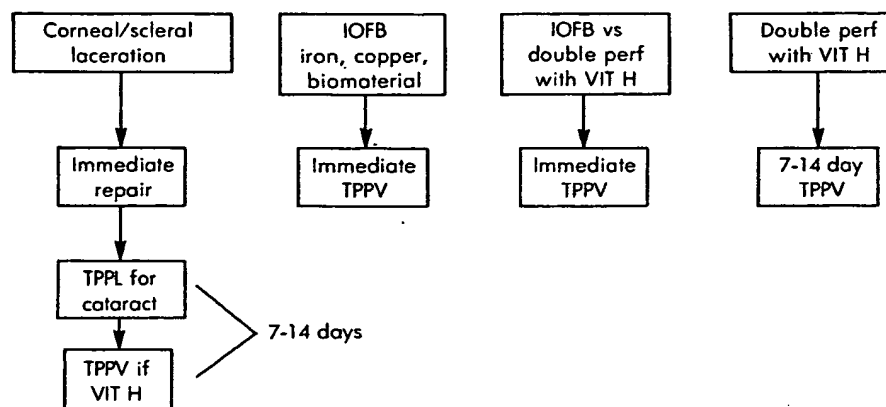 Corneal/scleral
laceration
Immediate
repair
TPPL for
cataract
TPPV if
VIT H
7-14 days
IOFB
iron, copper,
biomaterial
Immediate
TPPV
IOFB vs
double perf
with VIT H
Immediate
TPPV
Double perf
with VIT H
7-14 day
TPPV